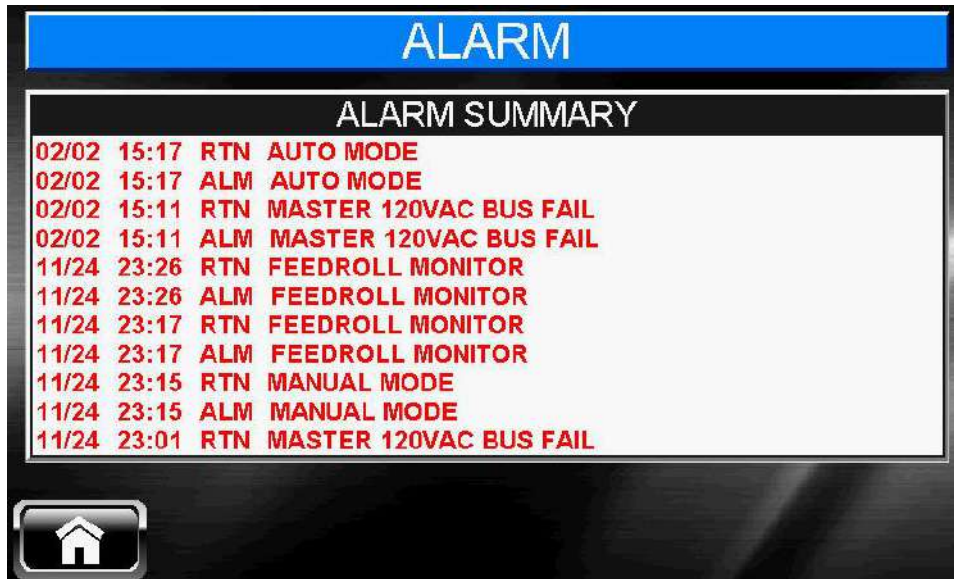 ALARM
ALARM SUMMARY
02/02 15:17 RTN AUTO MODE
02/02 15:17 ALM AUTO MODE
02/02 15:11 RTN MASTER 120VAC BUS FAIL
02/02 15:11 ALM MASTER 120VAC BUS FAIL
11/24 23:26 RTN FEEDROLL MONITOR
11/24 23:26 ALM FEEDROLL MONITOR
11/24 23:17 RTN FEEDROLL MONITOR
11/24 23:17 ALM FEEDROLL MONITOR
11/24 23:15 RTN MANUAL MODE
11/24 23:15 ALM MANUAL MODE
11/24 23:01 RTN MASTER 120VAC BUS FAIL